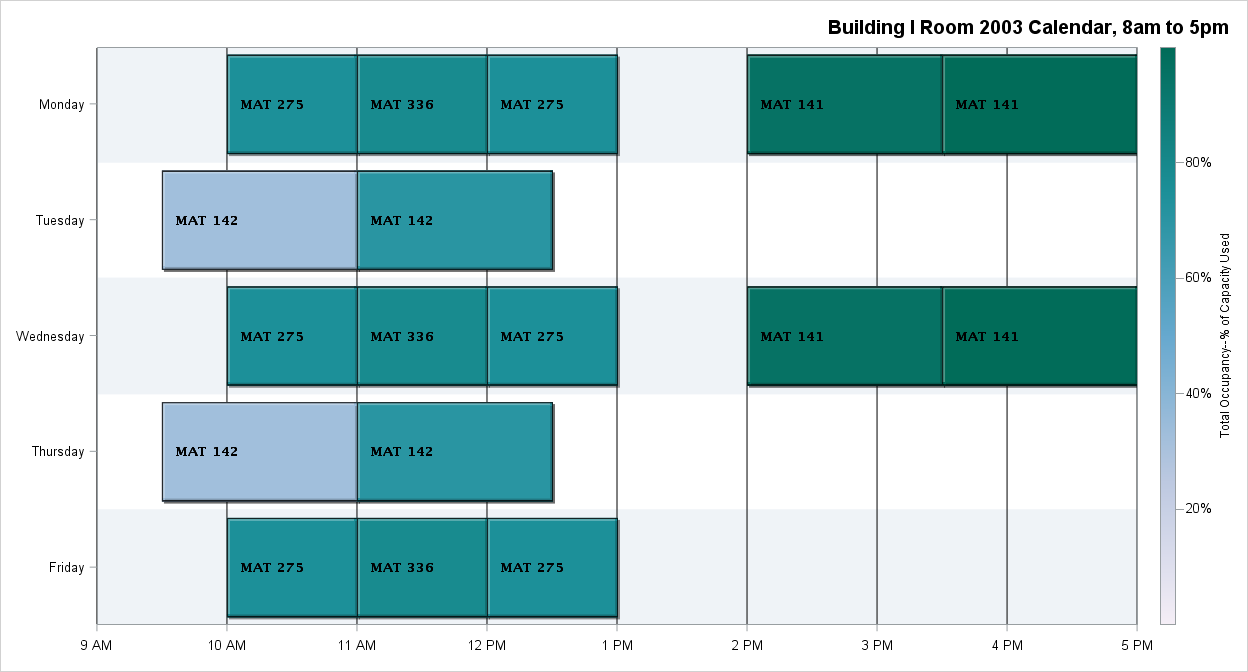 Building I Room 2003 Calendar, 8am to 5pm
Monday
MAT 275
MAT 336
MAT 275
MAT 141
MAT 141
Tuesday
MAT 142
MAT 142
Wednesday
MAT 275
MAT 336
MAT 275
MAT 141
MAT 141
Thursday
MAT 142
MAT 142
Friday
MAT 275
MAT 336
MAT 275
9 AM
10 AM
11 AM
12 PM
1 PM
2 PM
3 PM
4 PM
5 PM
80%
60%
40%
20%
Total Occupancy--% of Capacity Used